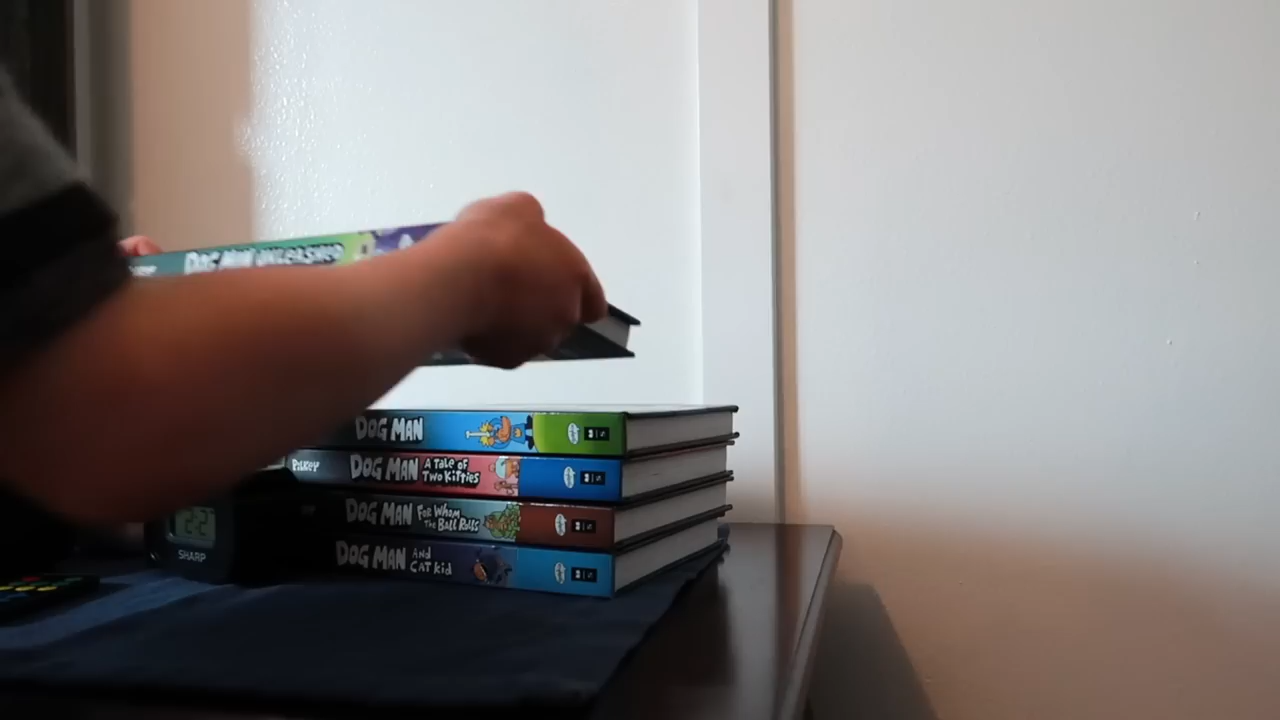 DOG MAN UNLEASHED
DOG MAN
PILKEY DOG MAN A TALE OF
TWO KITTIES
DOG MAN FOR WHOM
THE BALL ROLLS
DOG MAN AND
CAT KID
SHARP